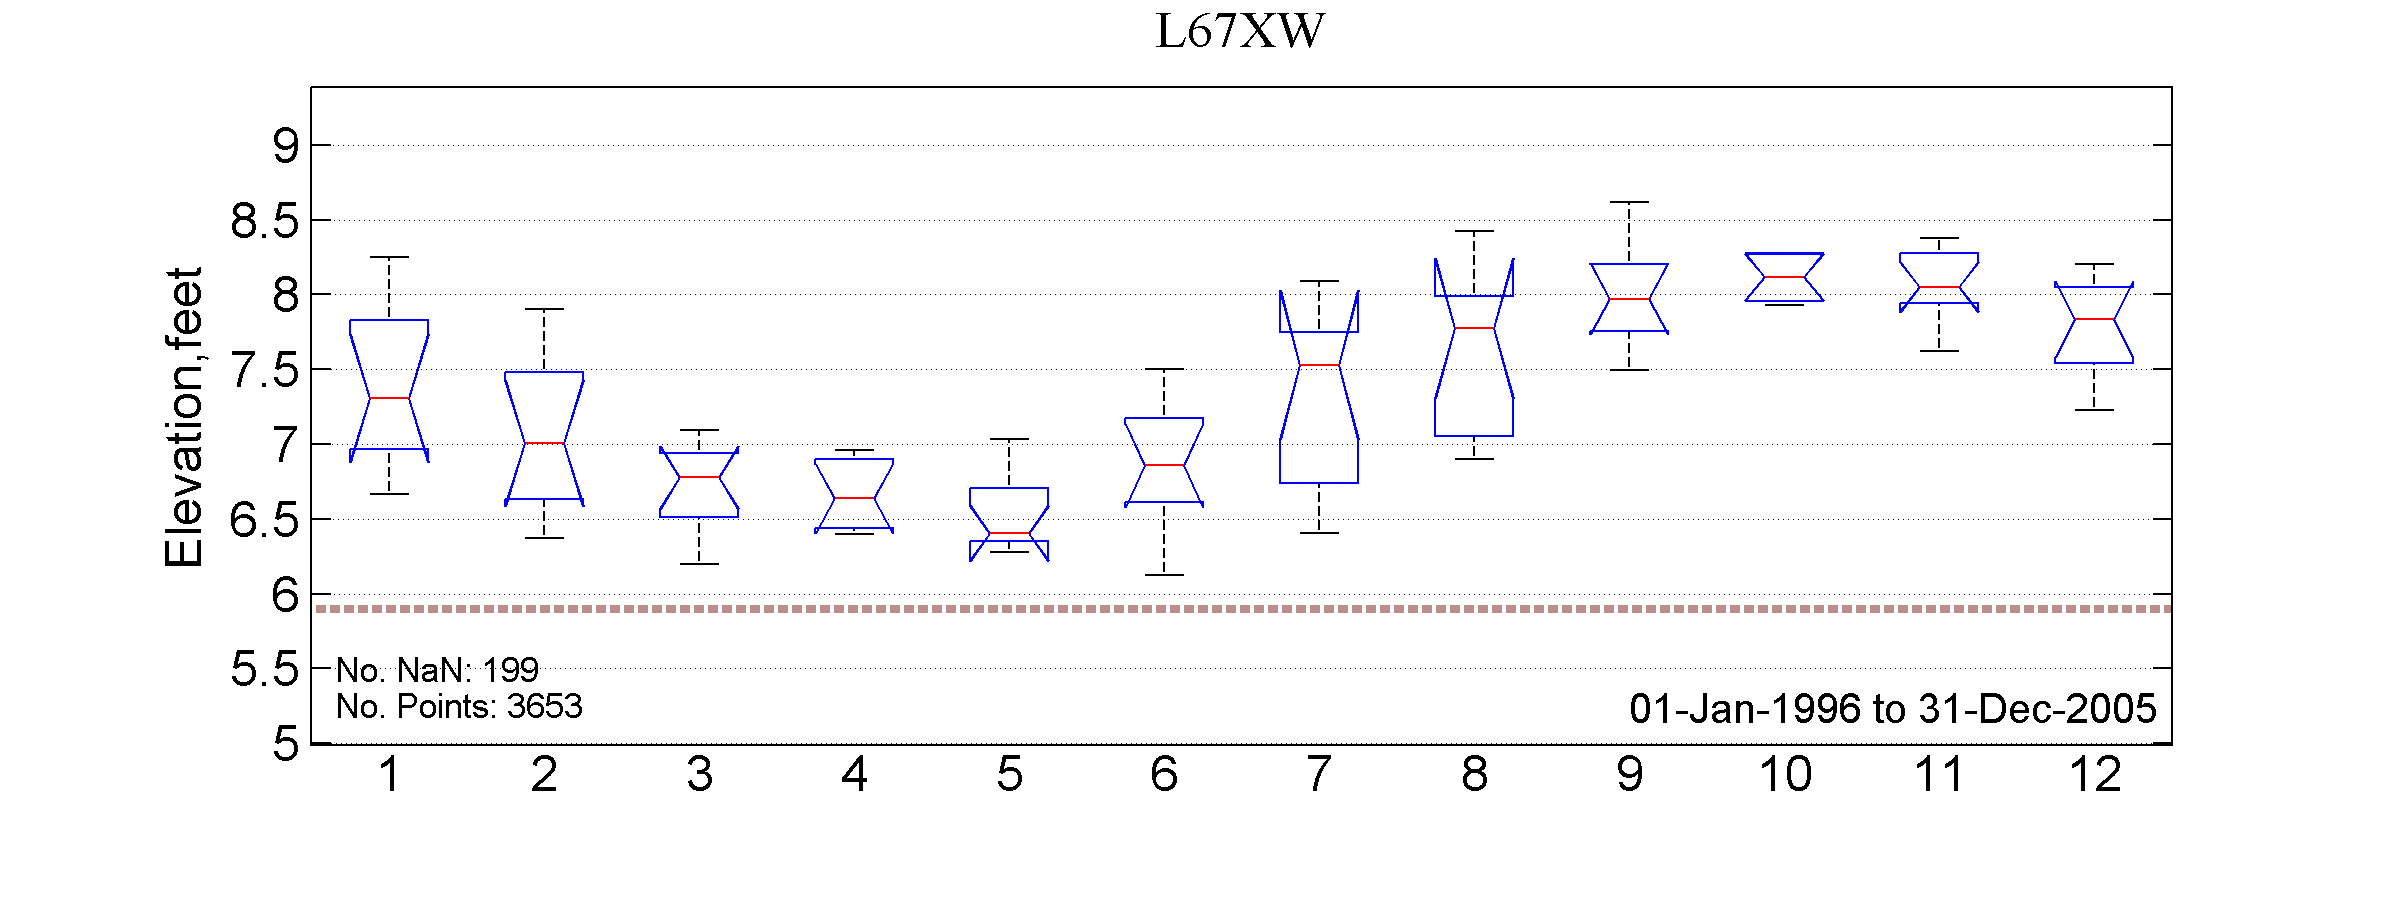 L67XW
Elevation,feet
9
8.5
8
7.5
7
6.5
6
5.5
5
No. NaN: 199
No. Points: 3653
01-Jan-1996 to 31-Dec-2005
1 2 3 4 5 6 7 8 9 10 11 12